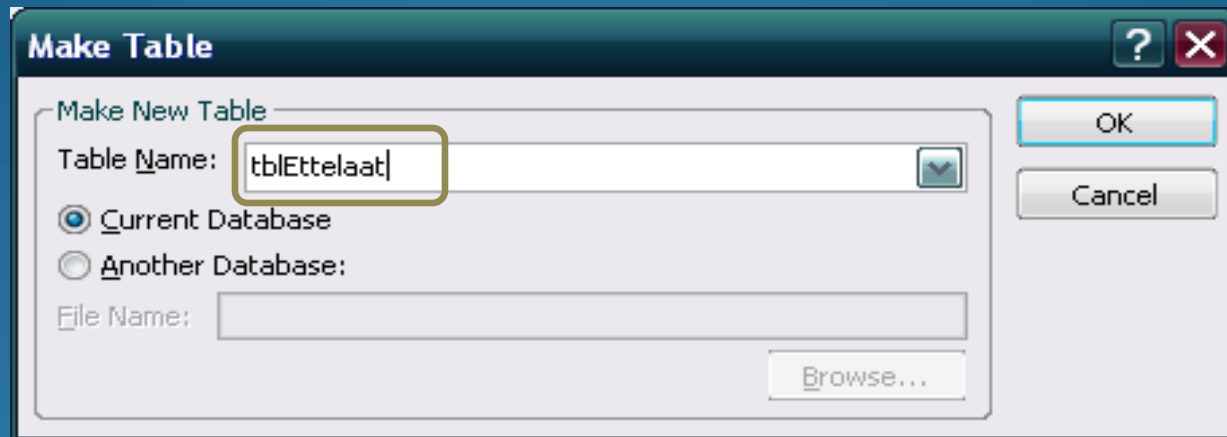 Make Table
Make New Table
OK
Table Name: tblEttelaat
Cancel
Current Database
Another Database:
File Name:
Browse...